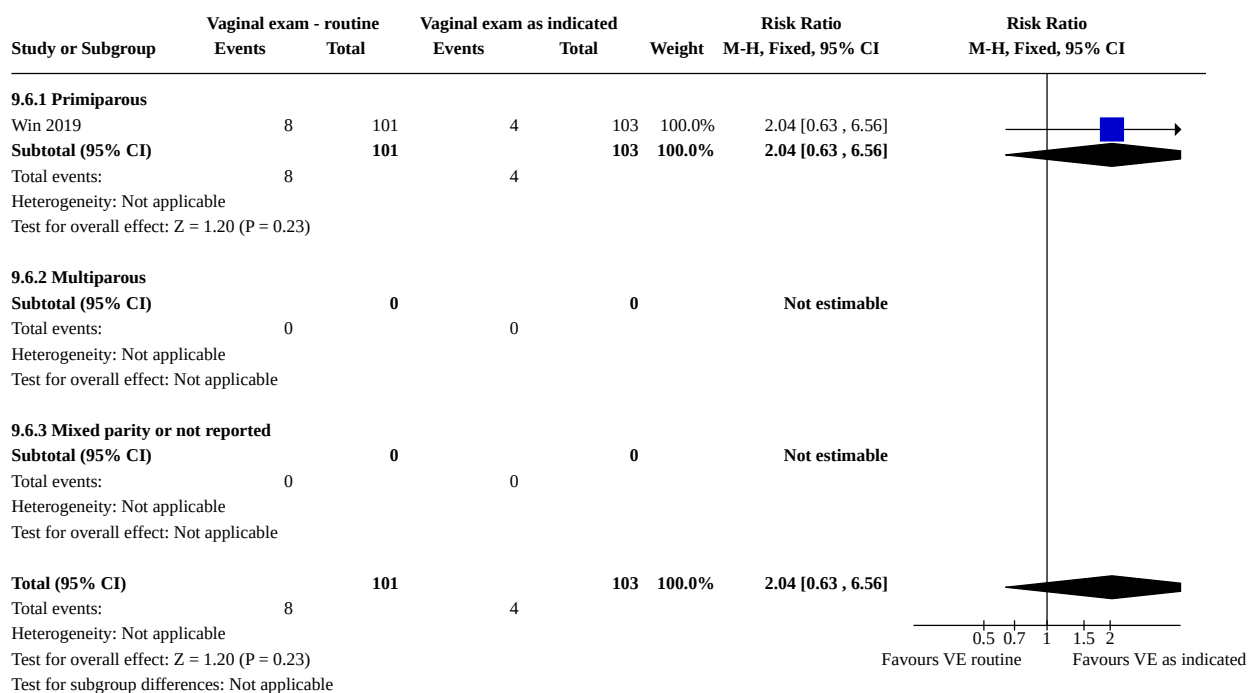 Vaginal exam - routine Vaginal exam as indicated Risk Ratio Risk Ratio
Study or Subgroup Events Total Events Total Weight M-H, Fixed, 95% CI M-H, Fixed, 95% CI
9.6.1 Primiparous
Win 2019 8 101 4 103 100.0% 2.04 [0.63 , 6.56]
Subtotal (95% CI) 101 103 100.0% 2.04 [0.63 , 6.56]
Total events: 8 4
Heterogeneity: Not applicable
Test for overall effect: Z = 1.20 (P = 0.23)
9.6.2 Multiparous
Subtotal (95% CI) 0 0 Not estimable
Total events: 0 0
Heterogeneity: Not applicable
Test for overall effect: Not applicable
9.6.3 Mixed parity or not reported
Subtotal (95% CI) 0 0 Not estimable
Total events: 0 0
Heterogeneity: Not applicable
Test for overall effect: Not applicable
Total (95% CI) 101 103 100.0% 2.04 [0.63 , 6.56]
Total events: 8 4
Heterogeneity: Not applicable 0.5 0.7 1 1.5 2
Test for overall effect: Z = 1.20 (P = 0.23) Favours VE routine Favours VE as indicated
Test for subgroup differences: Not applicable